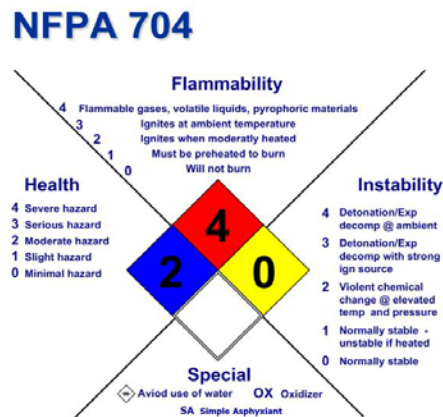 NFPA 704
Flammability
4 Flammable gases, volatile liquids, pyrophoric materials
3 Ignites at ambient temperature
2 Ignites when moderatly heated
1 Must be preheated to burn
0 Will not burn
Health
4 Severe hazard
3 Serious hazard
2 Moderate hazard
1 Slight hazard
0 Minimal hazard
4
2
0
Instability
4 Detonation/Exp
decomp @ ambient
3 Detonation/Exp
decomp with strong
ign source
2 Violent chemical
change @ elevated
temp and pressure
1 Normally stable -
unstable if heated
0 Normally stable
Special
Aviod use of water OX Oxidizer
SA Simple Asphyxiant